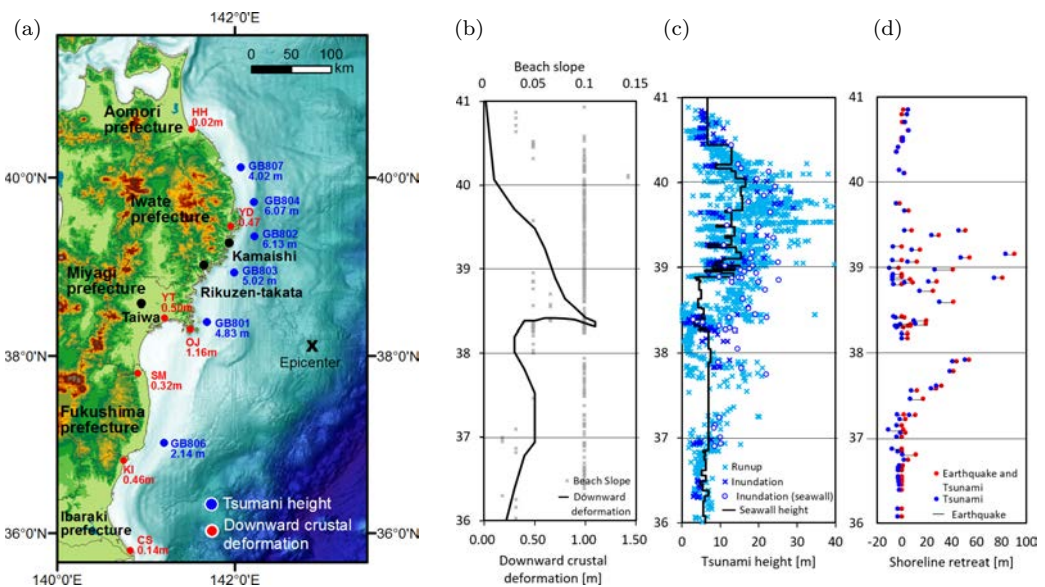 (a)
142°0'E
0 50 100
km
HH
0.02m
Aomori
prefecture
GB807
4.02 m
40°0'N
40°0'N
GB804
6.07 m
Iwate
prefecture
YD
0.47
GB802
6.13 m
Kamaishi
GB803
5.02 m
Miyagi
prefecture
Rikuzen-takata
YT
0.50m
Taiwa
GB801
4.83 m
OJ
1.16m
X
Epicenter
38°0'N
38°0'N
SM
0.32m
Fukushima
prefecture
GB806
2.14 m
KI
0.46m
Tsumani height
Downward crustal
deformation
Ibaraki
prefecture
CS
0.14m
36°0'N
36°0'N
140°0'E
142°0'E
(b)
Beach slope
0 0.05 0.1 0.15
41
40
39
38
37
36
Beach Slope
Downward
deformation
0.00 0.50 1.00
Downward crustal
deformation [m]
(c)
41
40
39
38
37
36
Runup
Inundation
Inundation (seawall)
Seawall height
0 10 20 30 40
Tsunami height [m]
(d)
41
40
39
38
37
36
Earthquake and
Tsunami
Tsunami
Earthquake
-20 0 20 40 60 80 100
Shoreline retreat [m]